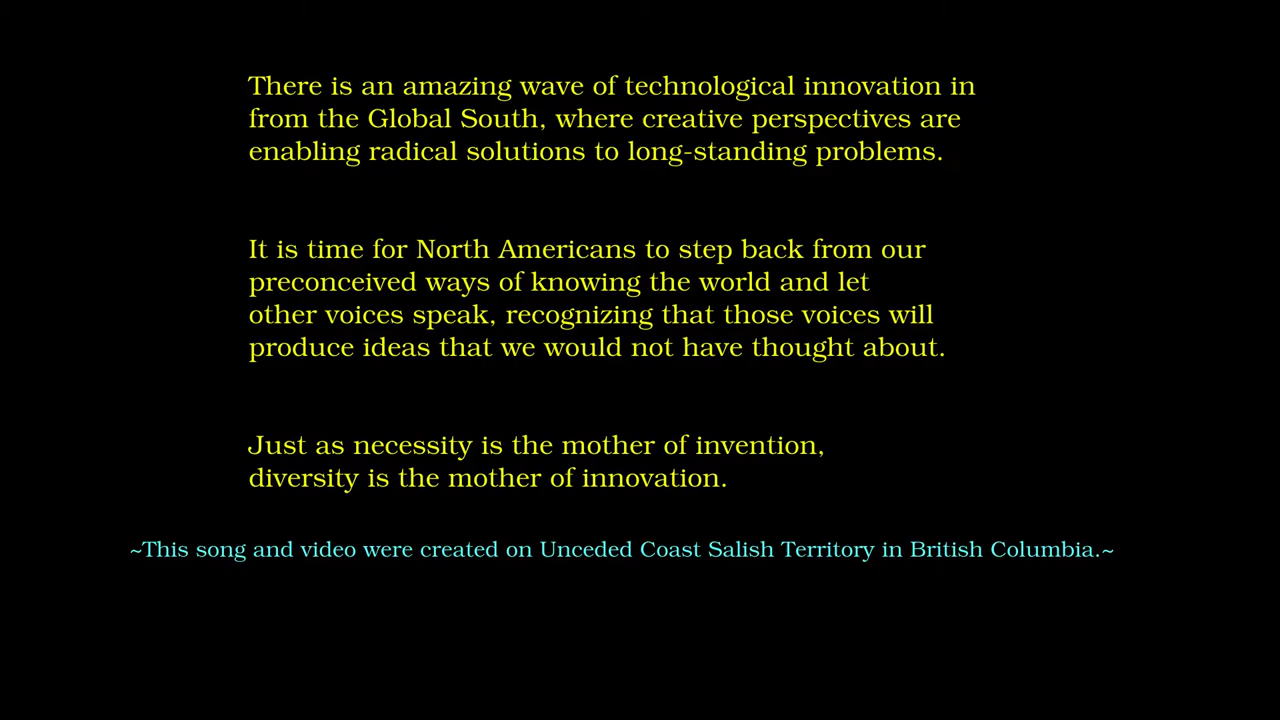 There is an amazing wave of technological innovation in
from the Global South, where creative perspectives are
enabling radical solutions to long-standing problems.
It is time for North Americans to step back from our
preconceived ways of knowing the world and let
other voices speak, recognizing that those voices will
produce ideas that we would not have thought about.
Just as necessity is the mother of invention,
diversity is the mother of innovation.
~This song and video were created on Unceded Coast Salish Territory in British Columbia.~